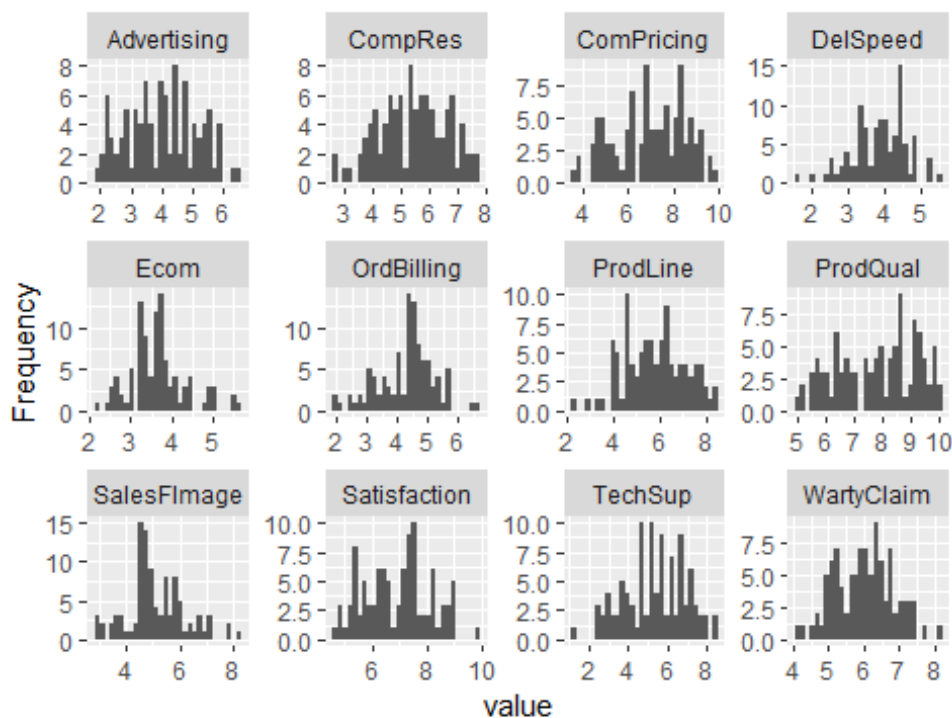 Advertising CompRes ComPricing DelSpeed
8 8 7.5 15
6 6 5.0 10
4 4 2.5 5
2 2 0.0 0
0 0
2 3 4 5 6 3 4 5 6 7 8 4 6 8 10 2 3 4 5
Ecom OrdBilling ProdLine ProdQual
10 10 10.0 7.5
5 5 7.5 5.0
0 0 5.0 2.5
2.5 0.0
0.0
2 3 4 5 2 3 4 5 6 2 4 6 8 5 6 7 8 9 10
SalesFImage Satisfaction TechSup WartyClaim
15 10.0 10.0 7.5
10 7.5 7.5 5.0
5 5.0 5.0 2.5
0 2.5 2.5 0.0
0.0 0.0
4 6 8 6 8 10 2 4 6 8 4 5 6 7 8
Frequency
value